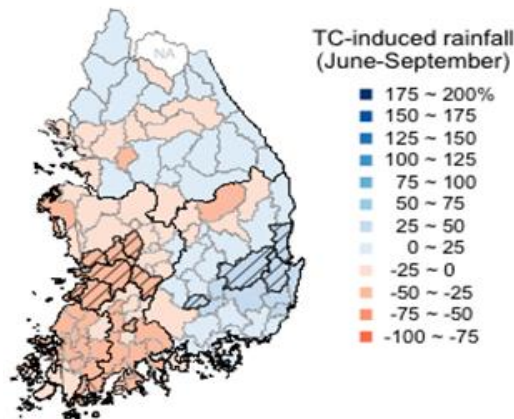 NA
TC-induced rainfall
(June-September)
175 ~ 200%
150 ~ 175
125 ~ 150
100 ~ 125
75 ~ 100
50 ~ 75
25 ~ 50
0 ~ 25
-25 ~ 0
-50 ~ -25
-75 ~ -50
-100 ~ -75